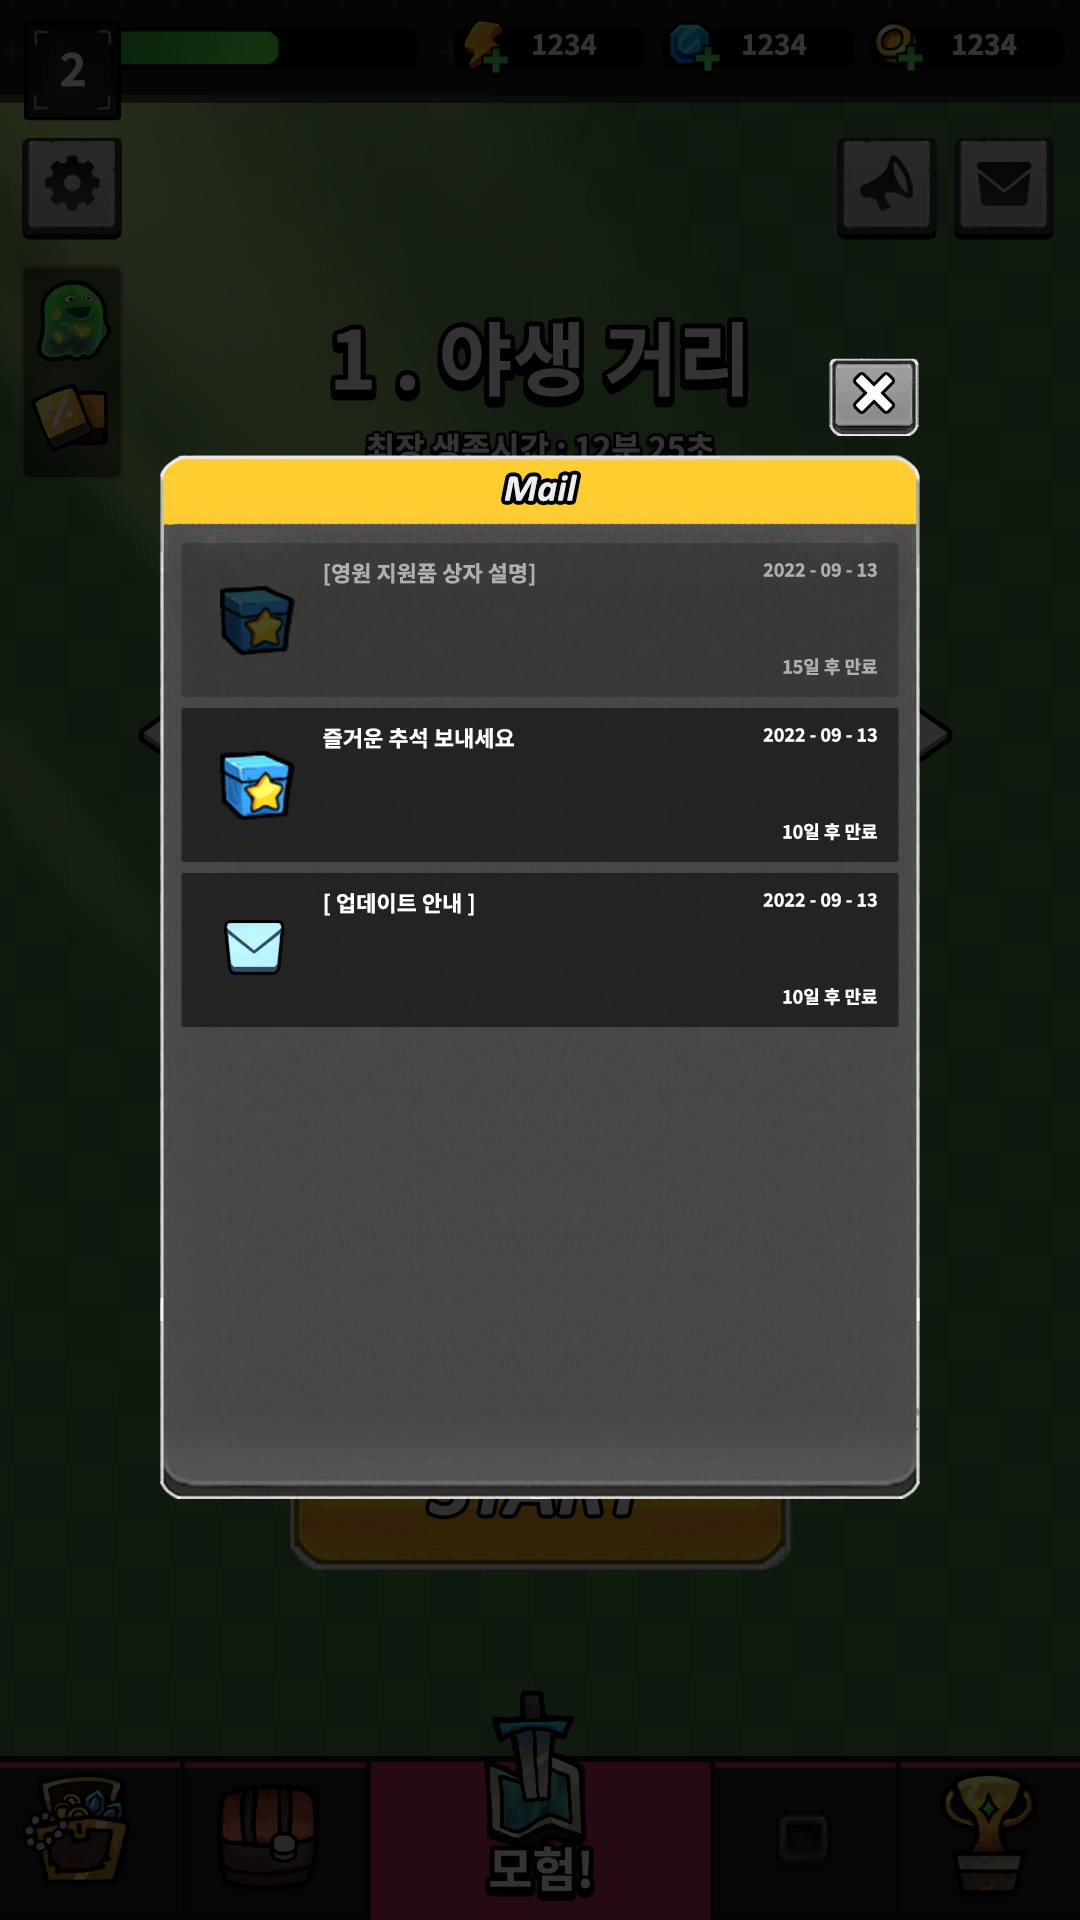 2
1234
1234
1234
1 . 야생 거리
최장 생존시간 : 12분 25초
Mail
[영원 지원품 상자 설명]
2022 - 09 - 13
15일 후 만료
즐거운 추석 보내세요
2022 - 09 - 13
10일 후 만료
[ 업데이트 안내 ]
2022 - 09 - 13
10일 후 만료
START
모험!